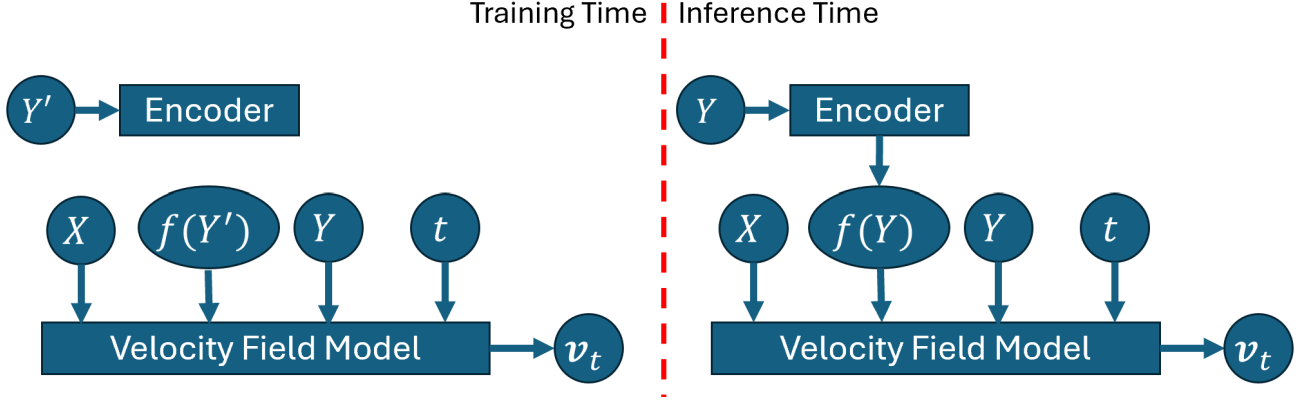 Training Time
Inference Time
Y′
Encoder
X
f(Y′)
Y
t
Velocity Field Model
v_t
Y
Encoder
X
f(Y)
Y
t
Velocity Field Model
v_t